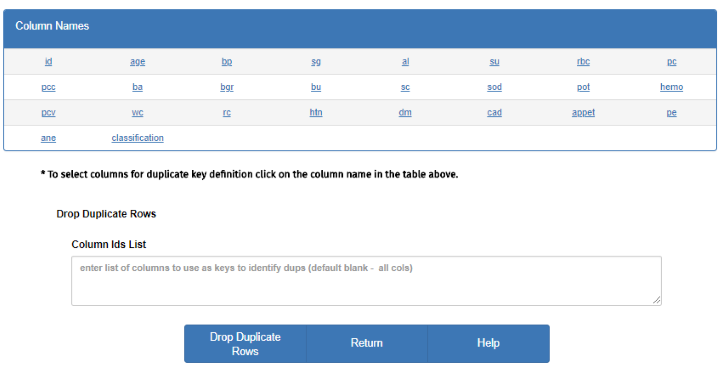 Column Names
id age bp sg al su rbc pc
pcc ba bgr bu sc sod pot hemo
pcv wc rc htn dm cad appet pe
ane classification
* To select columns for duplicate key definition click on the column name in the table above.
Drop Duplicate Rows
Column Ids List
enter list of columns to use as keys to identify dups (default blank - all cols)
Drop Duplicate
Rows
Return
Help